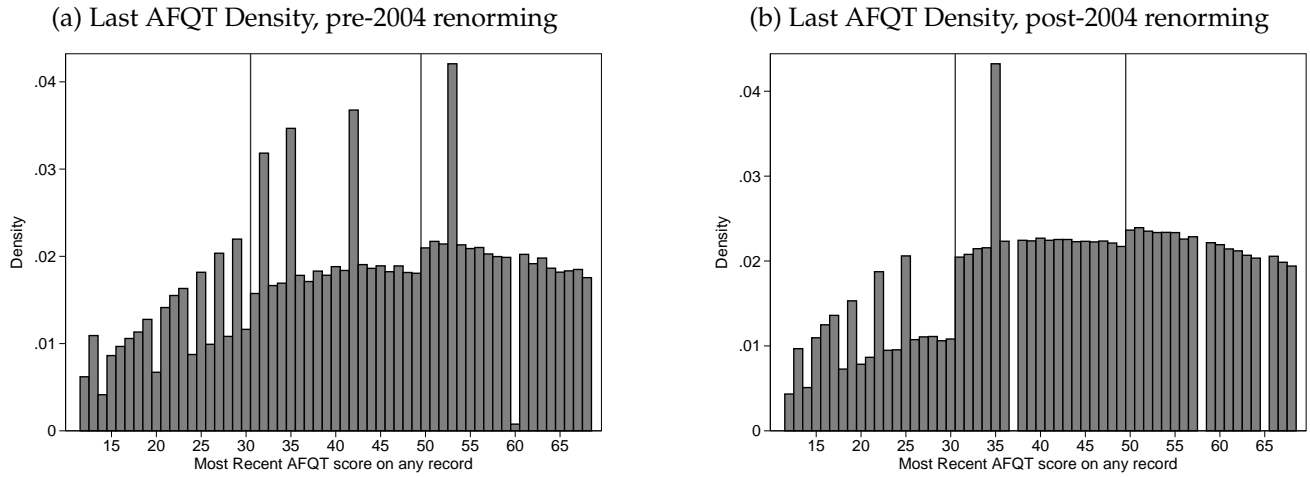 (a) Last AFQT Density, pre-2004 renorming
.04
.03
.02
.01
0
Density
15 20 25 30 35 40 45 50 55 60 65
Most Recent AFQT score on any record
(b) Last AFQT Density, post-2004 renorming
.04
.03
.02
.01
0
Density
15 20 25 30 35 40 45 50 55 60 65
Most Recent AFQT score on any record